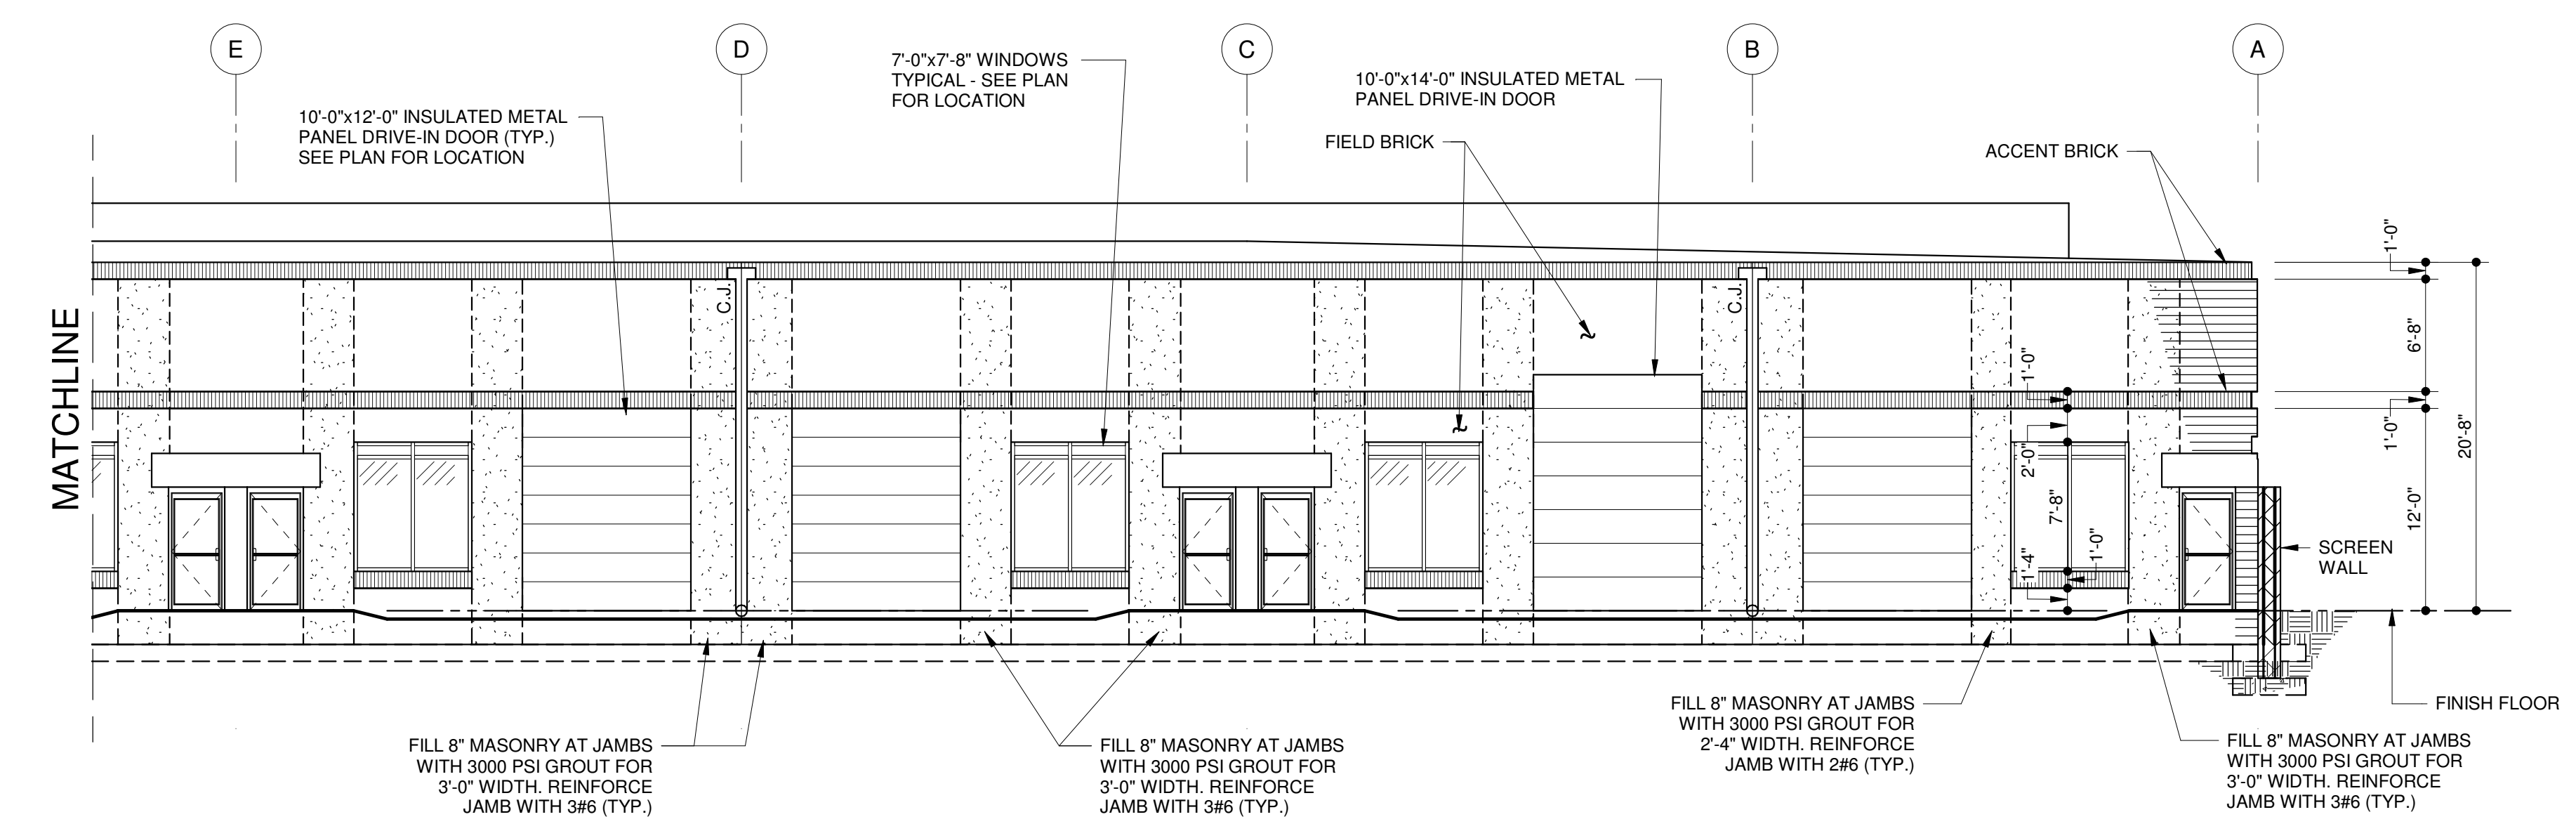 E
D
C
B
A
7'-0"x7'-8" WINDOWS
TYPICAL - SEE PLAN
FOR LOCATION
10'-0"x14'-0" INSULATED METAL
PANEL DRIVE-IN DOOR
10'-0"x12'-0" INSULATED METAL
PANEL DRIVE-IN DOOR (TYP.)
SEE PLAN FOR LOCATION
FIELD BRICK
ACCENT BRICK
MATCHLINE
C.J.
C.J.
1'-0"
6'-8"
1'-0"
12'-0"
20'-8"
1'-0"
2'-0"
7'-8"
1'-4"
1'-0"
SCREEN
WALL
FINISH FLOOR
FILL 8" MASONRY AT JAMBS
WITH 3000 PSI GROUT FOR
3'-0" WIDTH. REINFORCE
JAMB WITH 3#6 (TYP.)
FILL 8" MASONRY AT JAMBS
WITH 3000 PSI GROUT FOR
3'-0" WIDTH. REINFORCE
JAMB WITH 3#6 (TYP.)
FILL 8" MASONRY AT JAMBS
WITH 3000 PSI GROUT FOR
2'-4" WIDTH. REINFORCE
JAMB WITH 2#6 (TYP.)
FILL 8" MASONRY AT JAMBS
WITH 3000 PSI GROUT FOR
3'-0" WIDTH. REINFORCE
JAMB WITH 3#6 (TYP.)